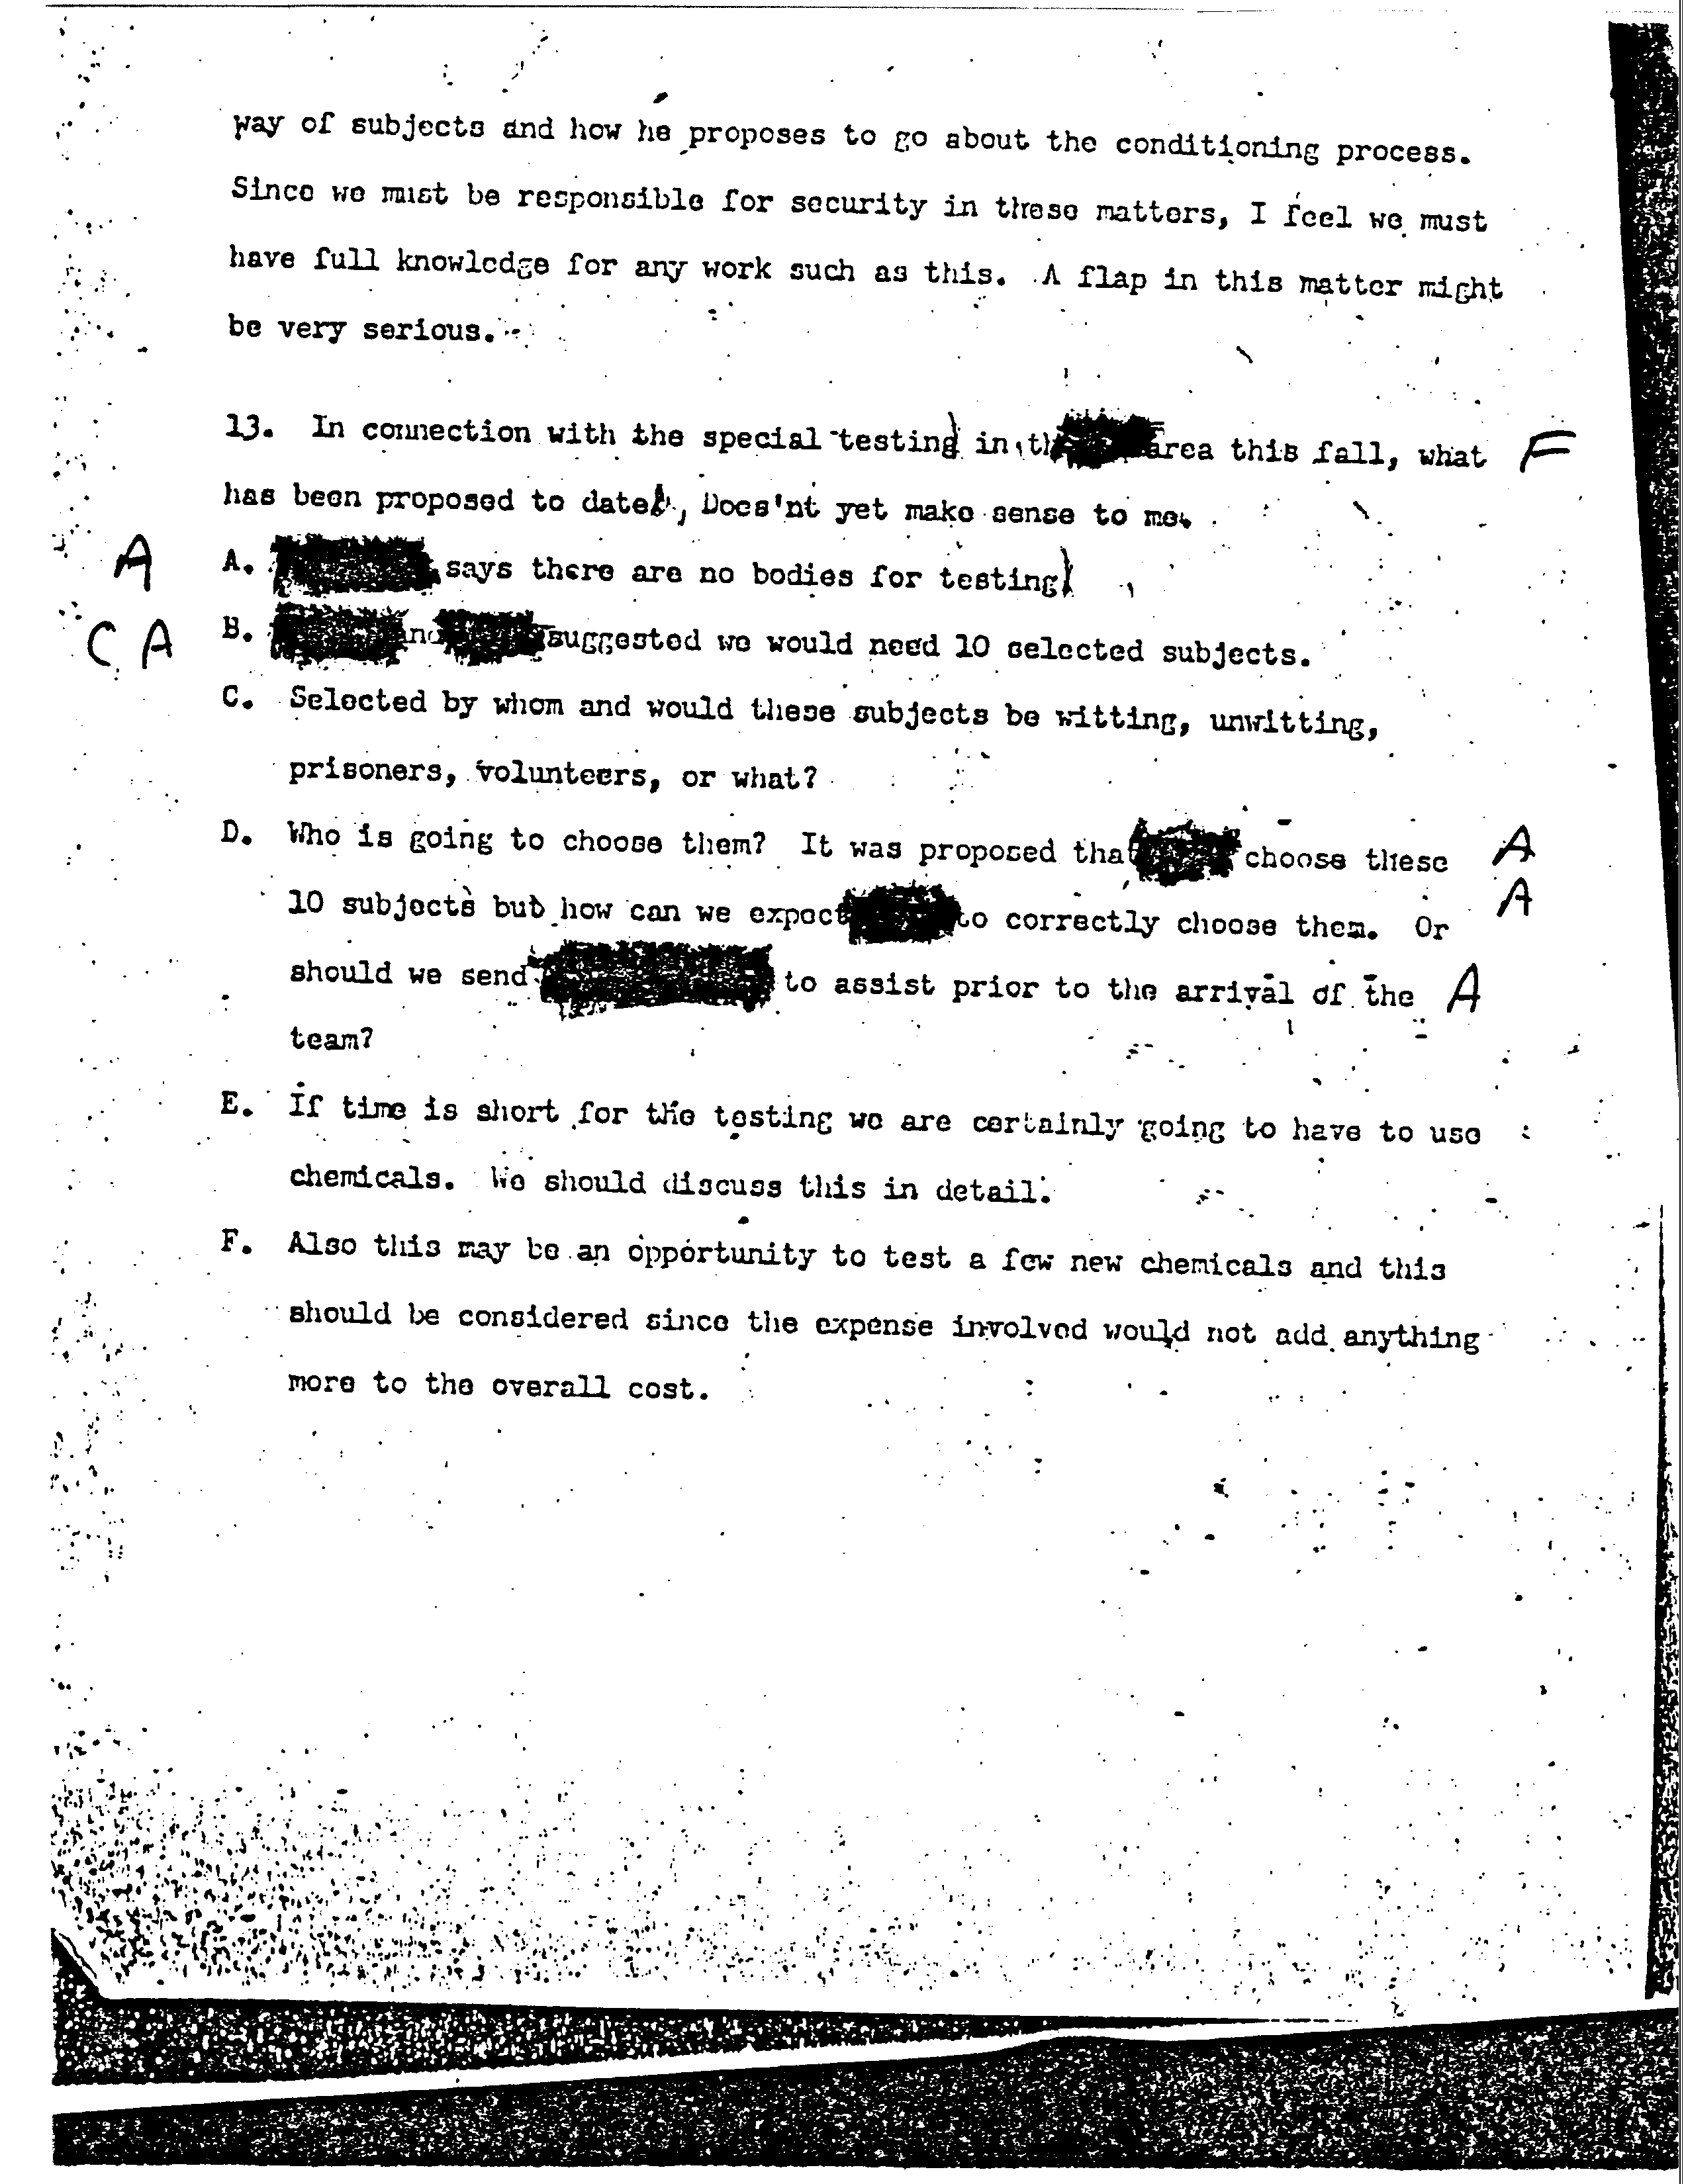 way of subjects and how he proposes to go about the conditioning process.
Since we must be responsible for security in these matters, I feel we must
have full knowledge for any work such as this. A flap in this matter might
be very serious.
13. In connection with the special testing in area this fall, what F
has been proposed to date, Does'nt yet make sense to me.
A A. says there are no bodies for testing
C A B. and suggested we would need 10 selected subjects.
C. Selected by whom and would these subjects be witting, unwitting,
prisoners, volunteers, or what?
D. Who is going to choose them? It was proposed that choose these A
10 subjects but how can we expect to correctly choose them. Or A
should we send to assist prior to the arrival of the A
team?
E. If time is short for the testing we are certainly going to have to use
chemicals. We should discuss this in detail.
F. Also this may be an opportunity to test a few new chemicals and this
should be considered since the expense involved would not add anything
more to the overall cost.